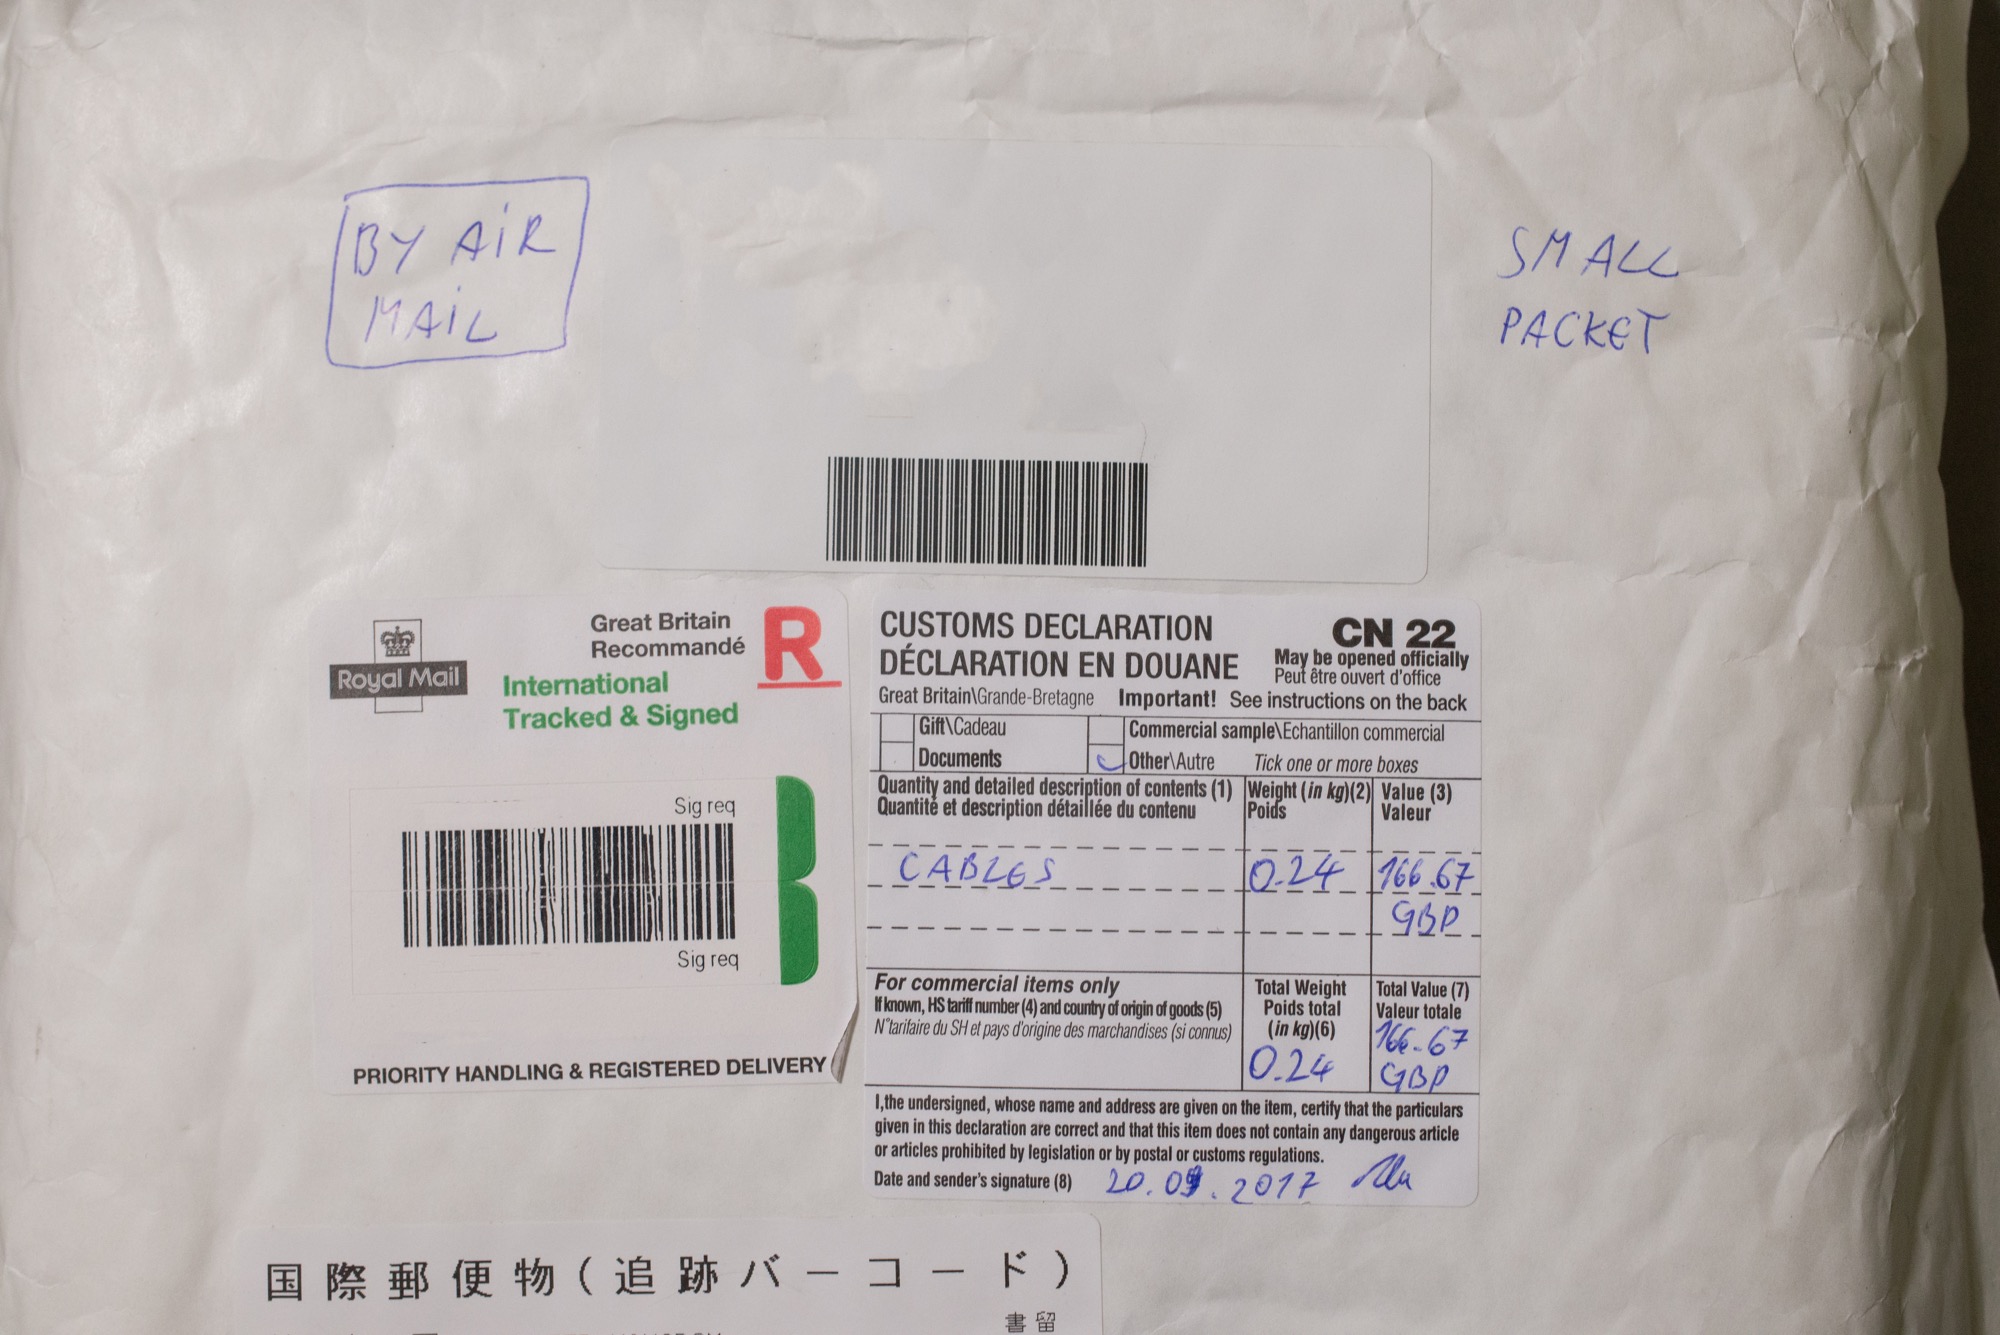 BY AIR
MAIL
SMALL
PACKET
Royal Mail
Great Britain
Recommandé
R
International
Tracked & Signed
Sig req
Sig req
PRIORITY HANDLING & REGISTERED DELIVERY
CUSTOMS DECLARATION
DÉCLARATION EN DOUANE
CN 22
May be opened officially
Peut être ouvert d'office
Great Britain\Grande-Bretagne Important! See instructions on the back
Gift\Cadeau
Commercial sample\Echantillon commercial
Documents
Other\Autre
Tick one or more boxes
Quantity and detailed description of contents (1)
Quantité et description détaillée du contenu
Weight (in kg)(2)
Poids
Value (3)
Valeur
CABLES
0.24
166.67
GBP
For commercial items only
If known, HS tariff number (4) and country of origin of goods (5)
N°tarifaire du SH et pays d'origine des marchandises (si connus)
Total Weight
Poids total
(in kg)(6)
0.24
Total Value (7)
Valeur totale
166.67
GBP
I,the undersigned, whose name and address are given on the item, certify that the particulars
given in this declaration are correct and that this item does not contain any dangerous article
or articles prohibited by legislation or by postal or customs regulations.
Date and sender's signature (8) 20.09.2017
国際郵便物(追跡バーコード)
書留